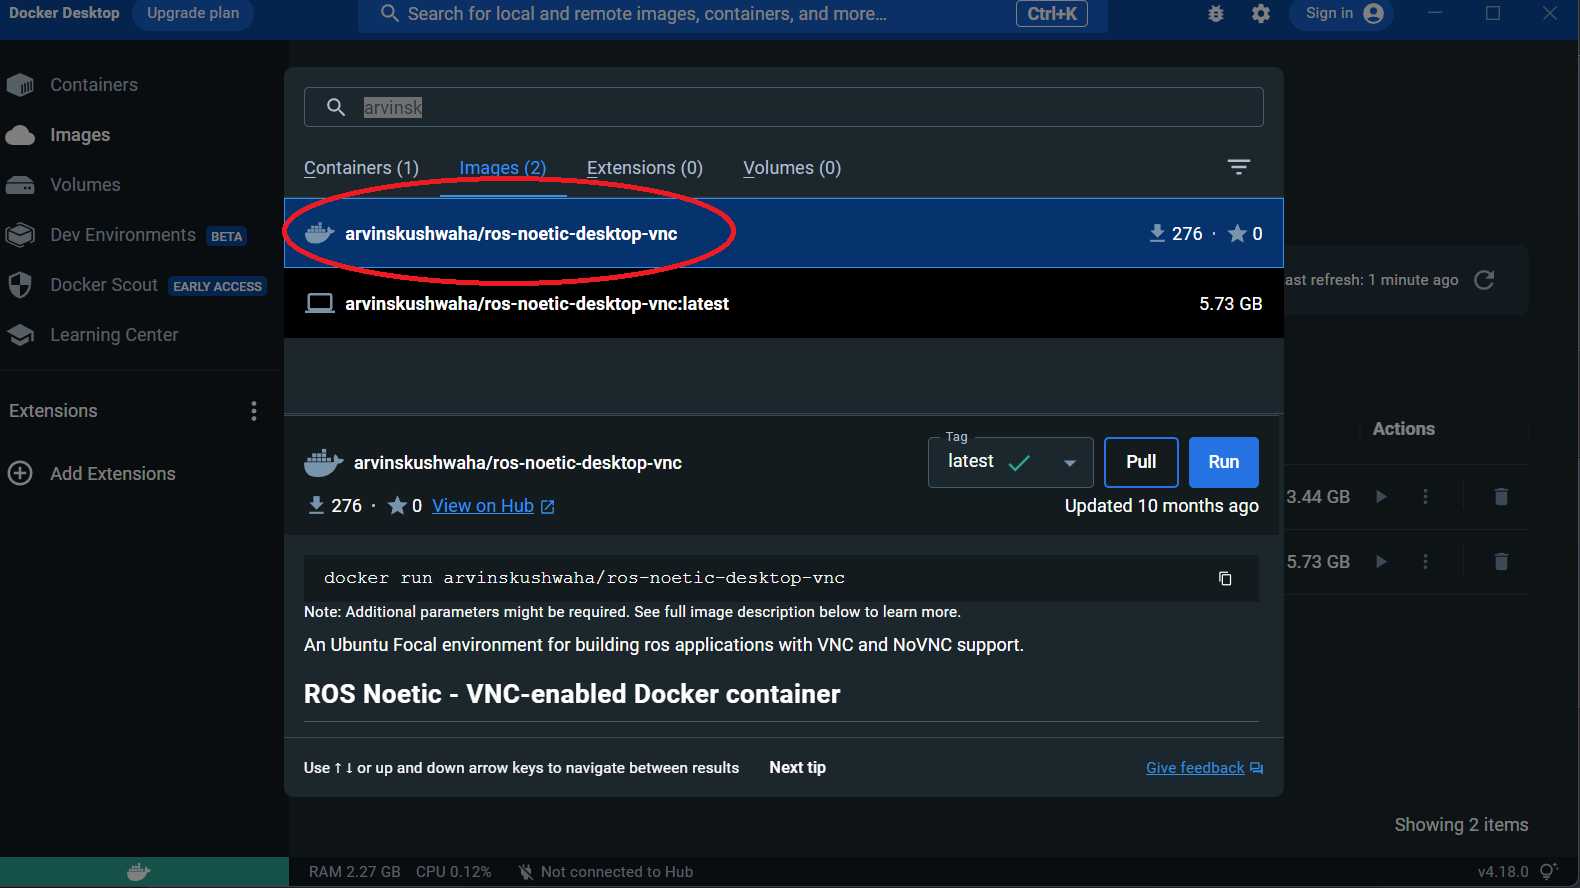 Docker Desktop
Upgrade plan
Search for local and remote images, containers, and more...
Ctrl+K
Sign in
Containers
Images
Volumes
Dev Environments BETA
Docker Scout EARLY ACCESS
Learning Center
Extensions
Add Extensions
arvinsk
Containers (1)
Images (2)
Extensions (0)
Volumes (0)
arvinskushwaha/ros-noetic-desktop-vnc
276 · 0
arvinskushwaha/ros-noetic-desktop-vnc:latest
5.73 GB
arvinskushwaha/ros-noetic-desktop-vnc
Tag
latest
Pull
Run
276 · 0 View on Hub
Updated 10 months ago
docker run arvinskushwaha/ros-noetic-desktop-vnc
Note: Additional parameters might be required. See full image description below to learn more.
An Ubuntu Focal environment for building ros applications with VNC and NoVNC support.
ROS Noetic - VNC-enabled Docker container
Use ↑ ↓ or up and down arrow keys to navigate between results
Next tip
Give feedback
ast refresh: 1 minute ago
Actions
3.44 GB
5.73 GB
Showing 2 items
RAM 2.27 GB CPU 0.12%
Not connected to Hub
v4.18.0